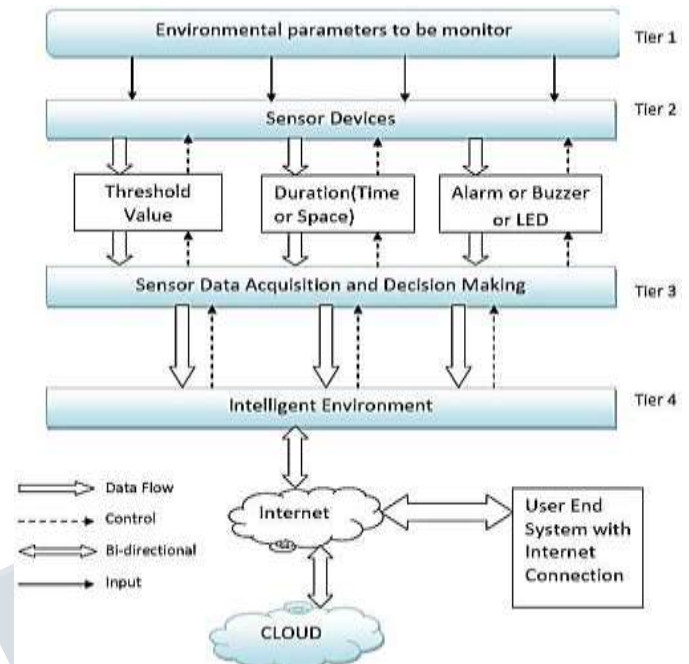 Environmental parameters to be monitor
Tier 1
Sensor Devices
Tier 2
Threshold
Value
Duration(Time
or Space)
Alarm or Buzzer
or LED
Sensor Data Acquisition and Decision Making
Tier 3
Intelligent Environment
Tier 4
Data Flow
Control
Bi-directional
Input
Internet
User End
System with
Internet
Connection
CLOUD